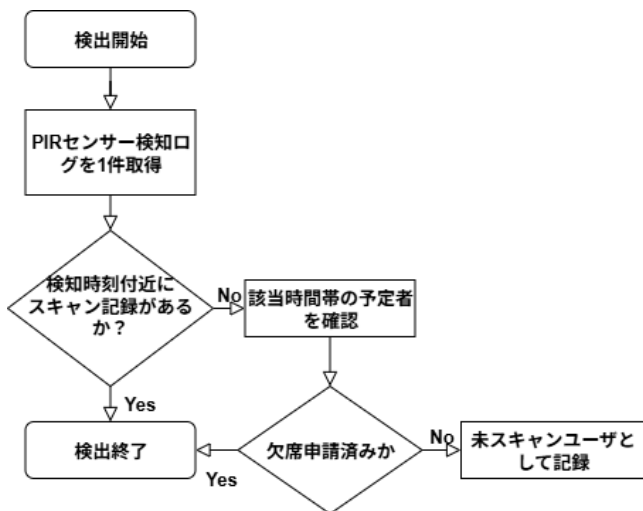 検出開始
PIRセンサー検知ロ
グを1件取得
検知時刻付近に
スキャン記録がある
か？
No
該当時間帯の予定者
を確認
Yes
検出終了
Yes
欠席申請済みか
No
未スキャンユーザと
して記録